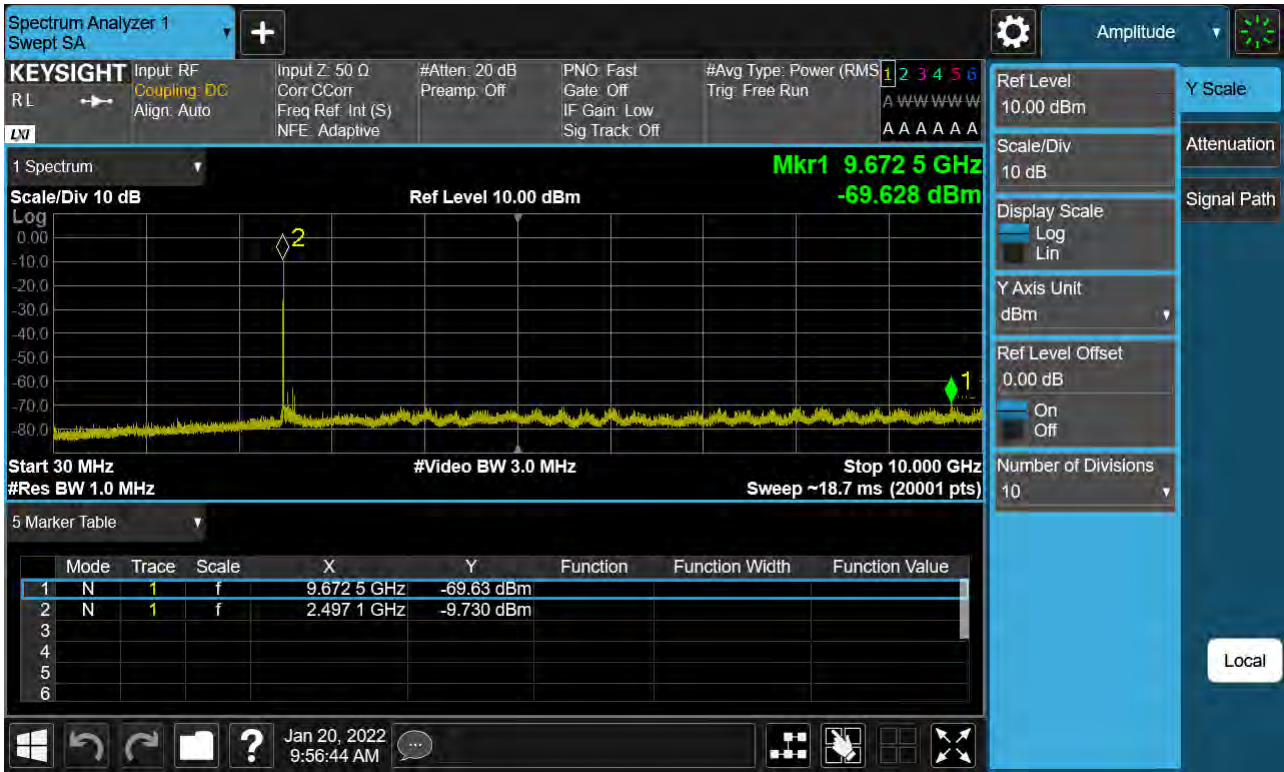 Spectrum Analyzer 1
Swept SA
+
Amplitude
KEYSIGHT
RL
LXI
Input: RF
Coupling: DC
Align: Auto
Input Z: 50 Ω
Corr CCorr
Freq Ref: Int (S)
NFE: Adaptive
#Atten: 20 dB
Preamp: Off
PNO: Fast
Gate: Off
IF Gain: Low
Sig Track: Off
#Avg Type: Power (RMS
Trig: Free Run
1 2 3 4 5 6
A W W W W W
A A A A A A
1 Spectrum
Mkr1 9.672 5 GHz
-69.628 dBm
Scale/Div 10 dB
Ref Level 10.00 dBm
Log
0.00
-10.0
-20.0
-30.0
-40.0
-50.0
-60.0
-70.0
-80.0
2
1
Start 30 MHz
#Video BW 3.0 MHz
Stop 10.000 GHz
#Res BW 1.0 MHz
Sweep ~18.7 ms (20001 pts)
5 Marker Table
Mode Trace Scale X Y Function Function Width Function Value
1 N 1 f 9.672 5 GHz -69.63 dBm
2 N 1 f 2.497 1 GHz -9.730 dBm
3
4
5
6
Ref Level
10.00 dBm
Scale/Div
10 dB
Display Scale
Log
Lin
Y Axis Unit
dBm
Ref Level Offset
0.00 dB
On
Off
Number of Divisions
10
Y Scale
Attenuation
Signal Path
Local
?
Jan 20, 2022
9:56:44 AM